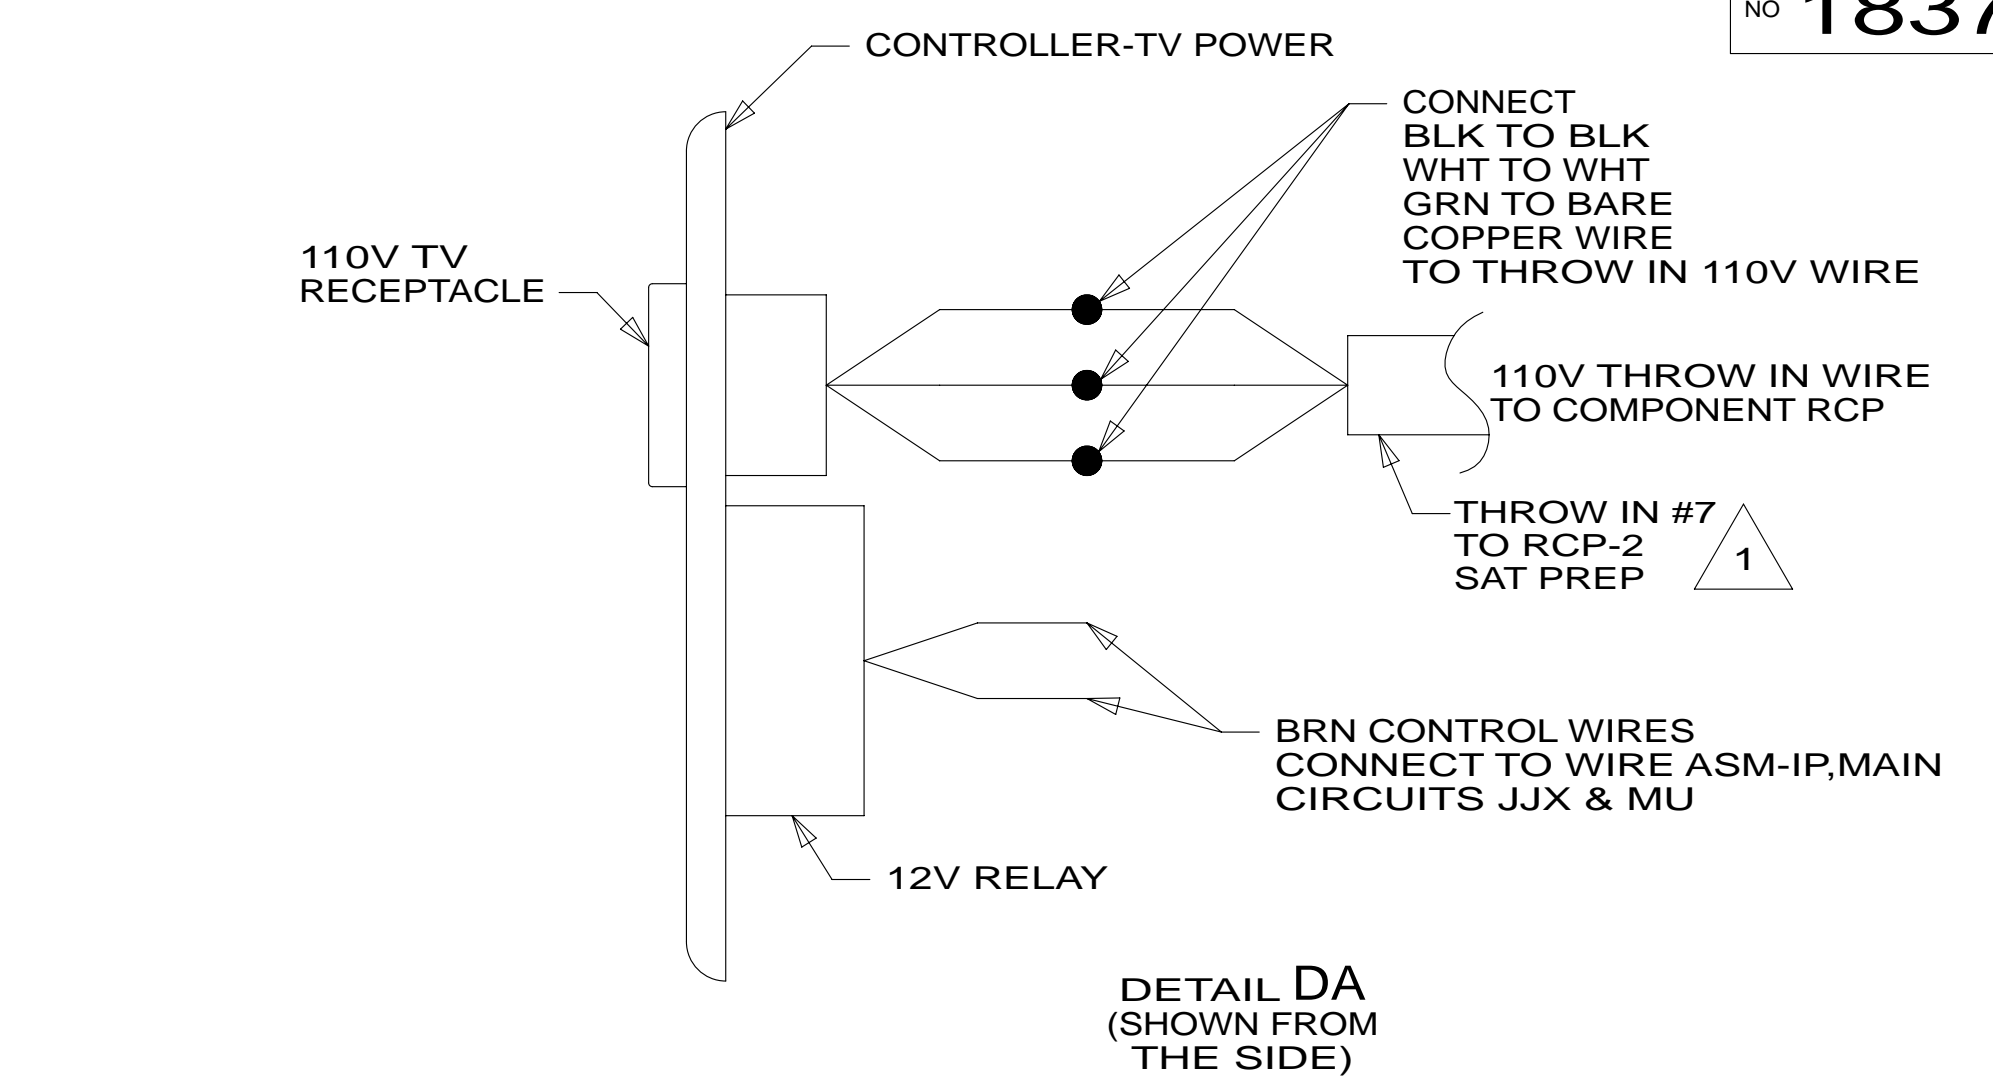 NO
CONTROLLER-TV POWER
CONNECT
BLK TO BLK
WHT TO WHT
GRN TO BARE
COPPER WIRE
TO THROW IN 110V WIRE
110V TV
RECEPTACLE
110V THROW IN WIRE
TO COMPONENT RCP
THROW IN #7
TO RCP-2
SAT PREP
1
BRN CONTROL WIRES
CONNECT TO WIRE ASM-IP,MAIN
CIRCUITS JJX & MU
12V RELAY
DETAIL DA
(SHOWN FROM
THE SIDE)